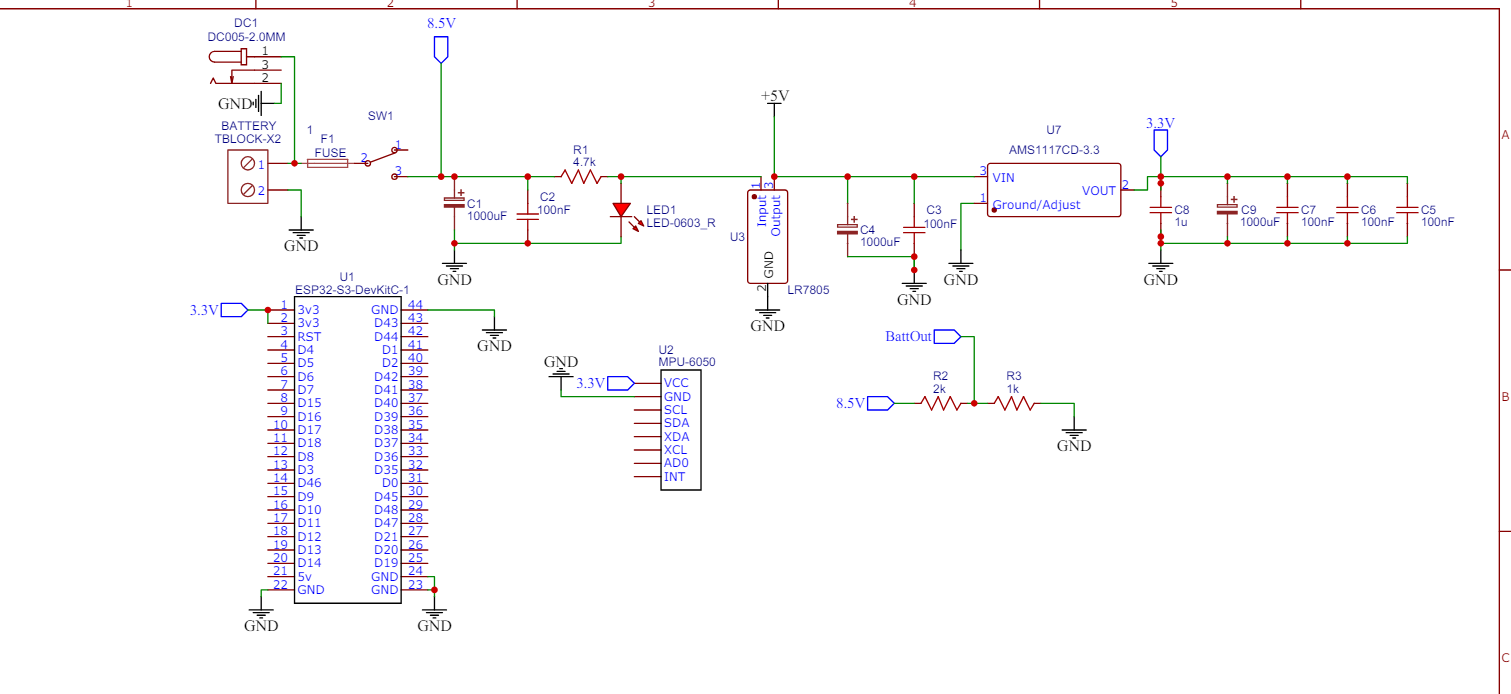 1
2
3
4
5
DC1
DC005-2.0MM
1
3
2
GND
BATTERY
TBLOCK-X2
1
2
GND
1
F1
FUSE
SW1
2
1
3
8.5V
C1
1000uF
C2
100nF
GND
R1
4.7k
LED1
LED-0603_R
+5V
1
3
Input
Output
GND
U3
2
LR7805
GND
C4
1000uF
C3
100nF
GND
U7
AMS1117CD-3.3
3
VIN
VOUT
2
1
Ground/Adjust
GND
3.3V
C8
1u
C9
1000uF
C7
100nF
C6
100nF
C5
100nF
GND
A
B
C
U1
ESP32-S3-DevKitC-1
3.3V
1 3v3 GND 44
2 3v3 D43 43
3 RST D44 42
4 D4 D1 41
5 D5 D2 40
6 D6 D42 39
7 D7 D41 38
8 D15 D40 37
9 D16 D39 36
10 D17 D38 35
11 D18 D37 34
12 D8 D36 33
13 D3 D35 32
14 D46 D0 31
15 D9 D45 30
16 D10 D48 29
17 D11 D47 28
18 D12 D21 27
19 D13 D20 26
20 D14 D19 25
21 5v GND 24
22 GND GND 23
GND
GND
GND
U2
MPU-6050
GND
3.3V
VCC
GND
SCL
SDA
XDA
XCL
AD0
INT
BattOut
8.5V
R2
2k
R3
1k
GND